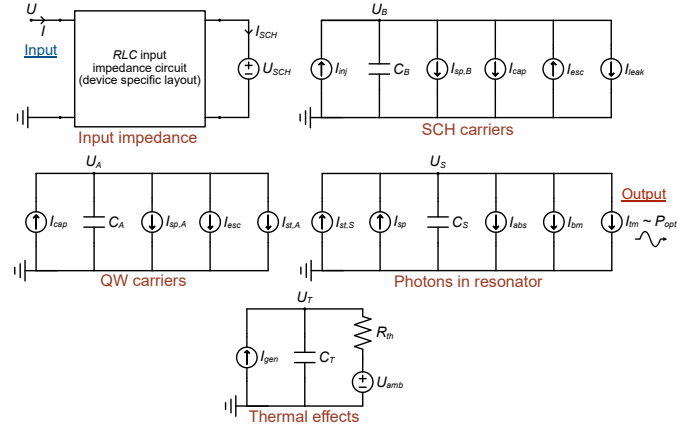 U
I
Input
RLC input
impedance circuit
(device specific layout)
I_SCH
U_SCH
Input impedance
U_B
I_inj
C_B
I_sp,B
I_cap
I_esc
I_leak
SCH carriers
U_A
I_cap
C_A
I_sp,A
I_esc
I_st,A
QW carriers
U_S
I_st,S
I_sp
C_S
I_abs
I_bm
Output
I_tm ~ P_opt
Photons in resonator
U_T
I_gen
C_T
R_th
U_amb
Thermal effects